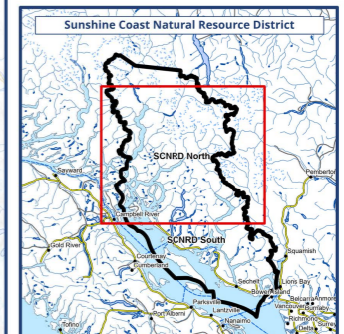 Sunshine Coast Natural Resource District
SCNRD North
Sayward
Pemberton
Campbell River
SCNRD South
Gold River
Courtenay
Cumberland
Squamish
Sechelt
Lions Bay
Bowen Island
Belcarra
Anmore
Parksville
Vancouver
Burnaby
Port Alberni
Lantzville
Richmond
Surrey
Tofino
Nanaimo
Delta